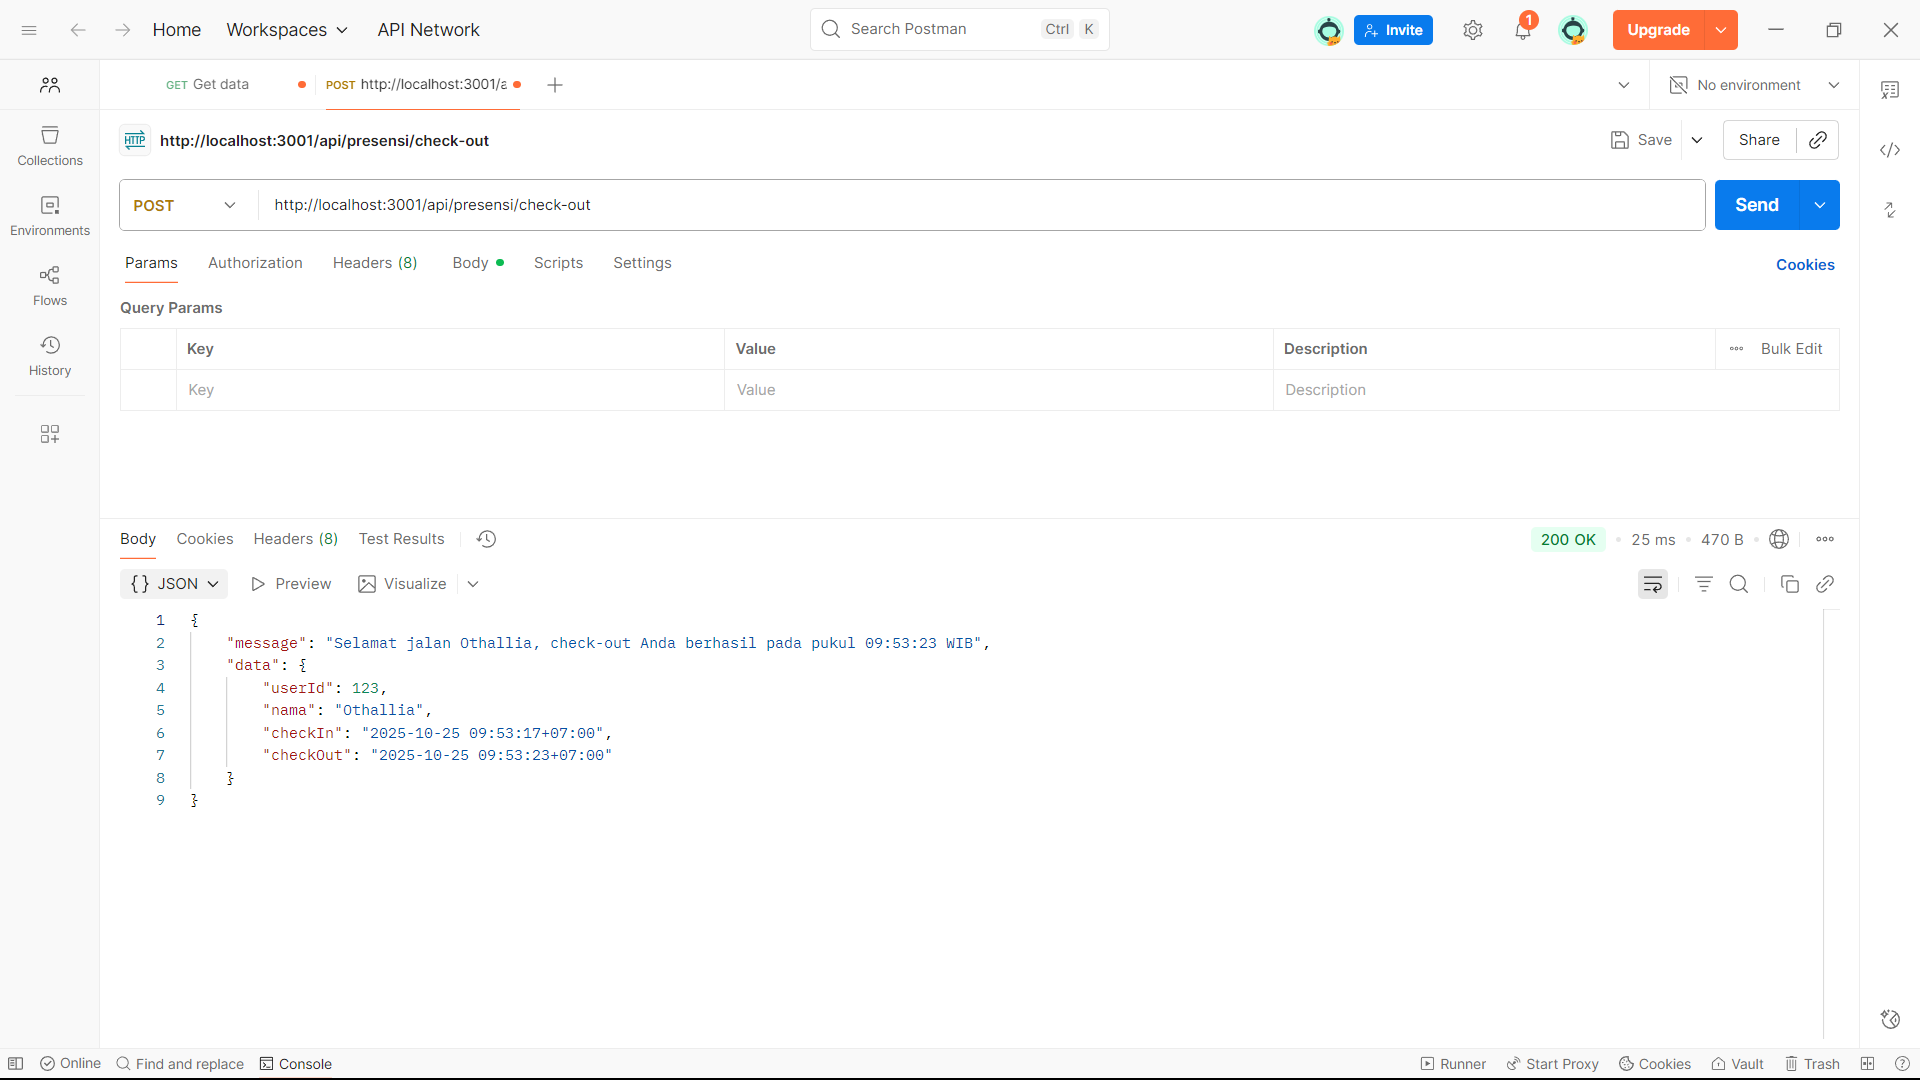 Home Workspaces API Network Search Postman Ctrl K Invite 1 Upgrade
GET Get data POST http://localhost:3001/a No environment
HTTP http://localhost:3001/api/presensi/check-out Save Share
POST http://localhost:3001/api/presensi/check-out Send
Collections
Environments
Flows
History
Params Authorization Headers (8) Body Scripts Settings Cookies
Query Params
Key Value Description Bulk Edit
Key Value Description
Body Cookies Headers (8) Test Results 200 OK 25 ms 470 B
{} JSON Preview Visualize
1 {
2 "message": "Selamat jalan Othallia, check-out Anda berhasil pada pukul 09:53:23 WIB",
3 "data": {
4 "userId": 123,
5 "nama": "Othallia",
6 "checkIn": "2025-10-25 09:53:17+07:00",
7 "checkOut": "2025-10-25 09:53:23+07:00"
8 }
9 }
Online Find and replace Console Runner Start Proxy Cookies Vault Trash